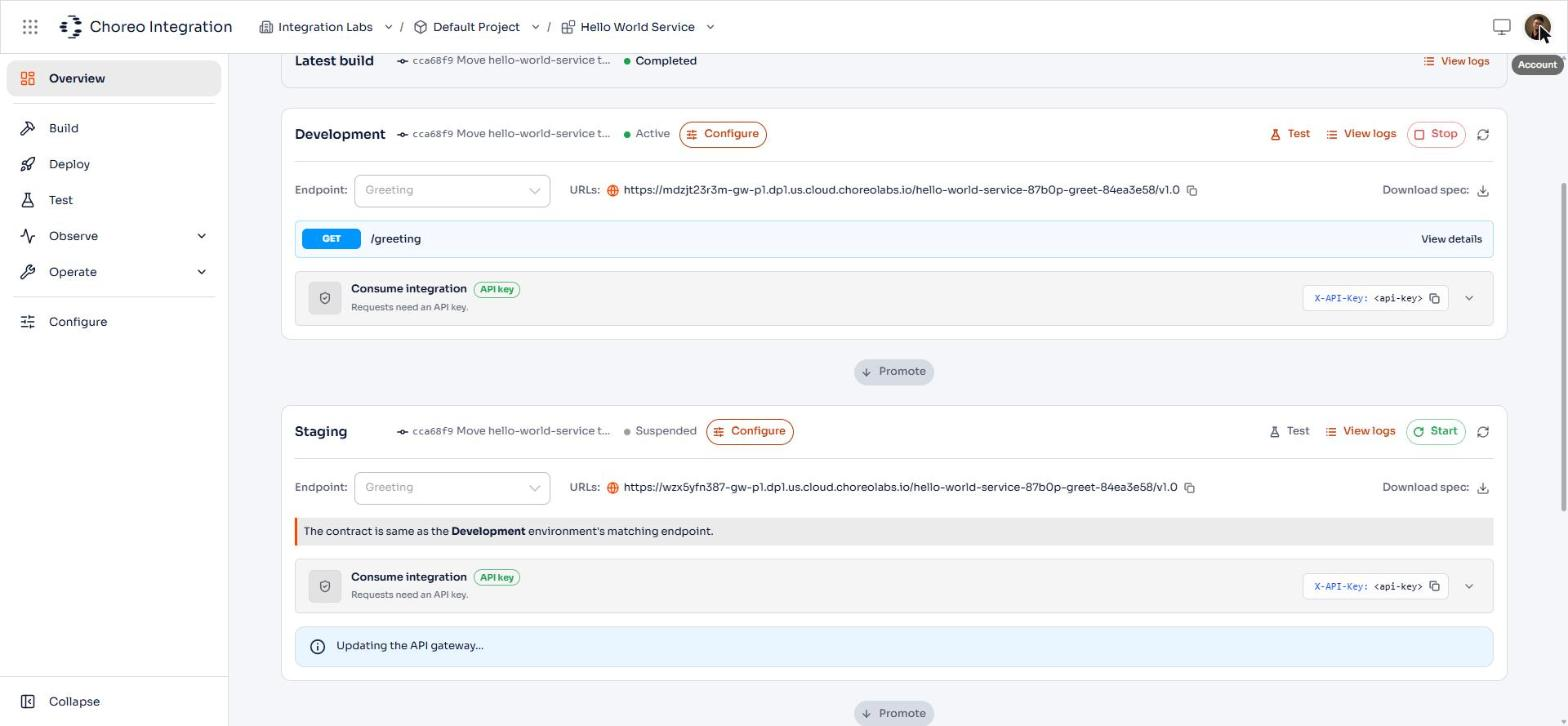 Choreo Integration
Integration Labs / Default Project / Hello World Service
Account
Overview
Build
Deploy
Test
Observe
Operate
Configure
Collapse
Latest build cca68f9 Move hello-world-service t... Completed View logs
Development cca68f9 Move hello-world-service t... Active Configure Test View logs Stop
Endpoint: Greeting URLs: https://mdzjt23r3m-gw-p1.dp1.us.cloud.choreolabs.io/hello-world-service-87b0p-greet-84ea3e58/v1.0 Download spec:
GET /greeting View details
Consume integration API key
Requests need an API key.
X-API-Key: <api-key>
Promote
Staging cca68f9 Move hello-world-service t... Suspended Configure Test View logs Start
Endpoint: Greeting URLs: https://wzx5yfn387-gw-p1.dp1.us.cloud.choreolabs.io/hello-world-service-87b0p-greet-84ea3e58/v1.0 Download spec:
The contract is same as the Development environment's matching endpoint.
Consume integration API key
Requests need an API key.
X-API-Key: <api-key>
Updating the API gateway...
Promote